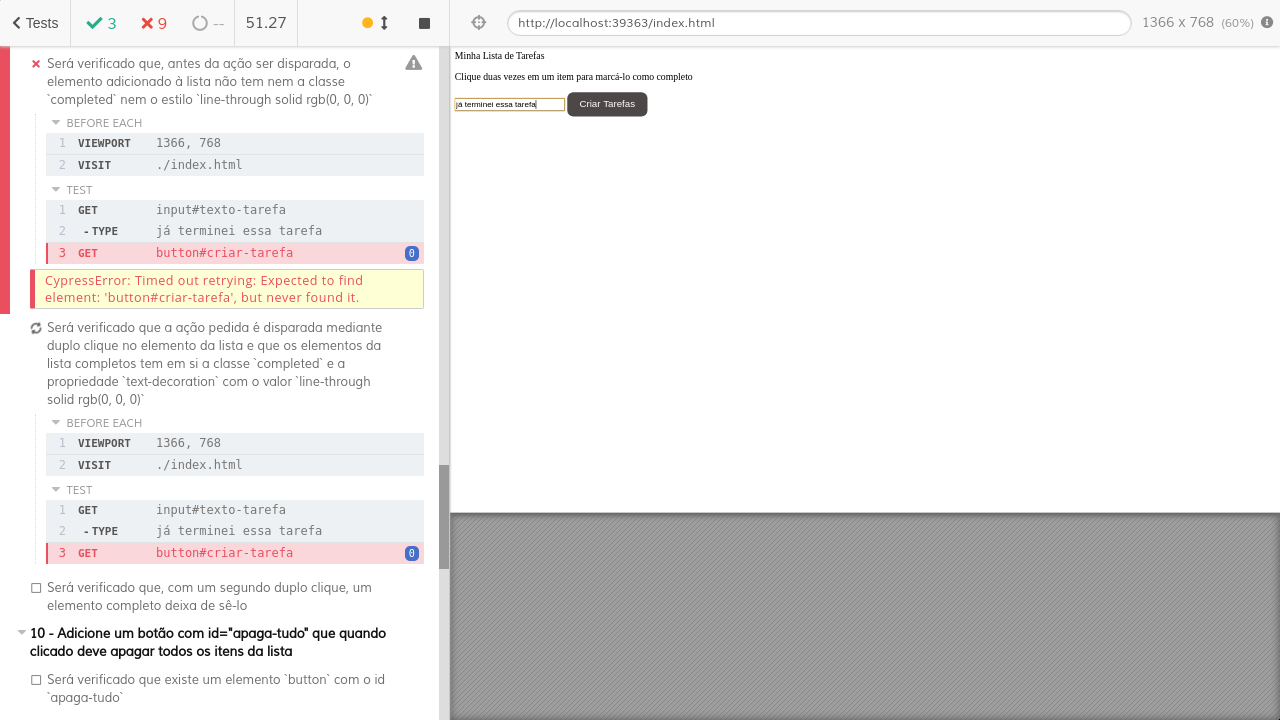 Tests
3
9
--
51.27
http://localhost:39363/index.html
1366 x 768 (60%)
Será verificado que, antes da ação ser disparada, o
elemento adicionado à lista não tem nem a classe
`completed` nem o estilo `line-through solid rgb(0, 0, 0)`
BEFORE EACH
1 VIEWPORT 1366, 768
2 VISIT ./index.html
TEST
1 GET input#texto-tarefa
2 - TYPE já terminei essa tarefa
3 GET button#criar-tarefa 0
CypressError: Timed out retrying: Expected to find
element: 'button#criar-tarefa', but never found it.
Será verificado que a ação pedida é disparada mediante
duplo clique no elemento da lista e que os elementos da
lista completos tem em si a classe `completed` e a
propriedade `text-decoration` com o valor `line-through
solid rgb(0, 0, 0)`
BEFORE EACH
1 VIEWPORT 1366, 768
2 VISIT ./index.html
TEST
1 GET input#texto-tarefa
2 - TYPE já terminei essa tarefa
3 GET button#criar-tarefa 0
Será verificado que, com um segundo duplo clique, um
elemento completo deixa de sê-lo
10 - Adicione um botão com id="apaga-tudo" que quando
clicado deve apagar todos os itens da lista
Será verificado que existe um elemento `button` com o id
`apaga-tudo`
Minha Lista de Tarefas
Clique duas vezes em um item para marcá-lo como completo
já terminei essa tarefa
Criar Tarefas